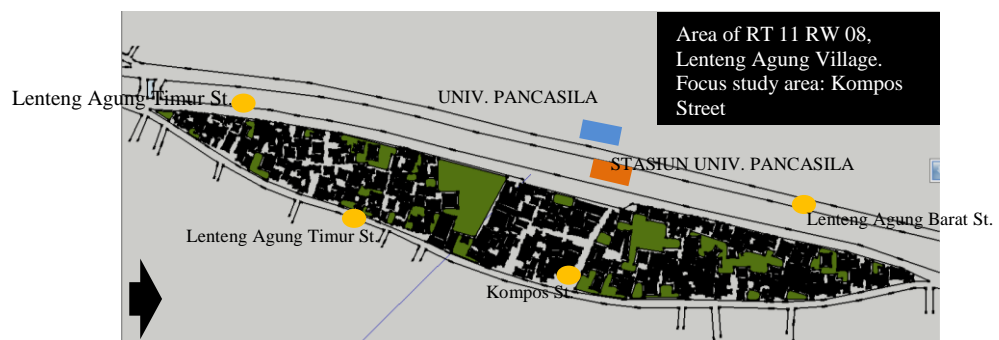 Area of RT 11 RW 08,
Lenteng Agung Village.
Focus study area: Kompos
Street
Lenteng Agung Timur St.
UNIV. PANCASILA
STASIUN UNIV. PANCASILA
Lenteng Agung Barat St.
Lenteng Agung Timur St.
Kompos St.